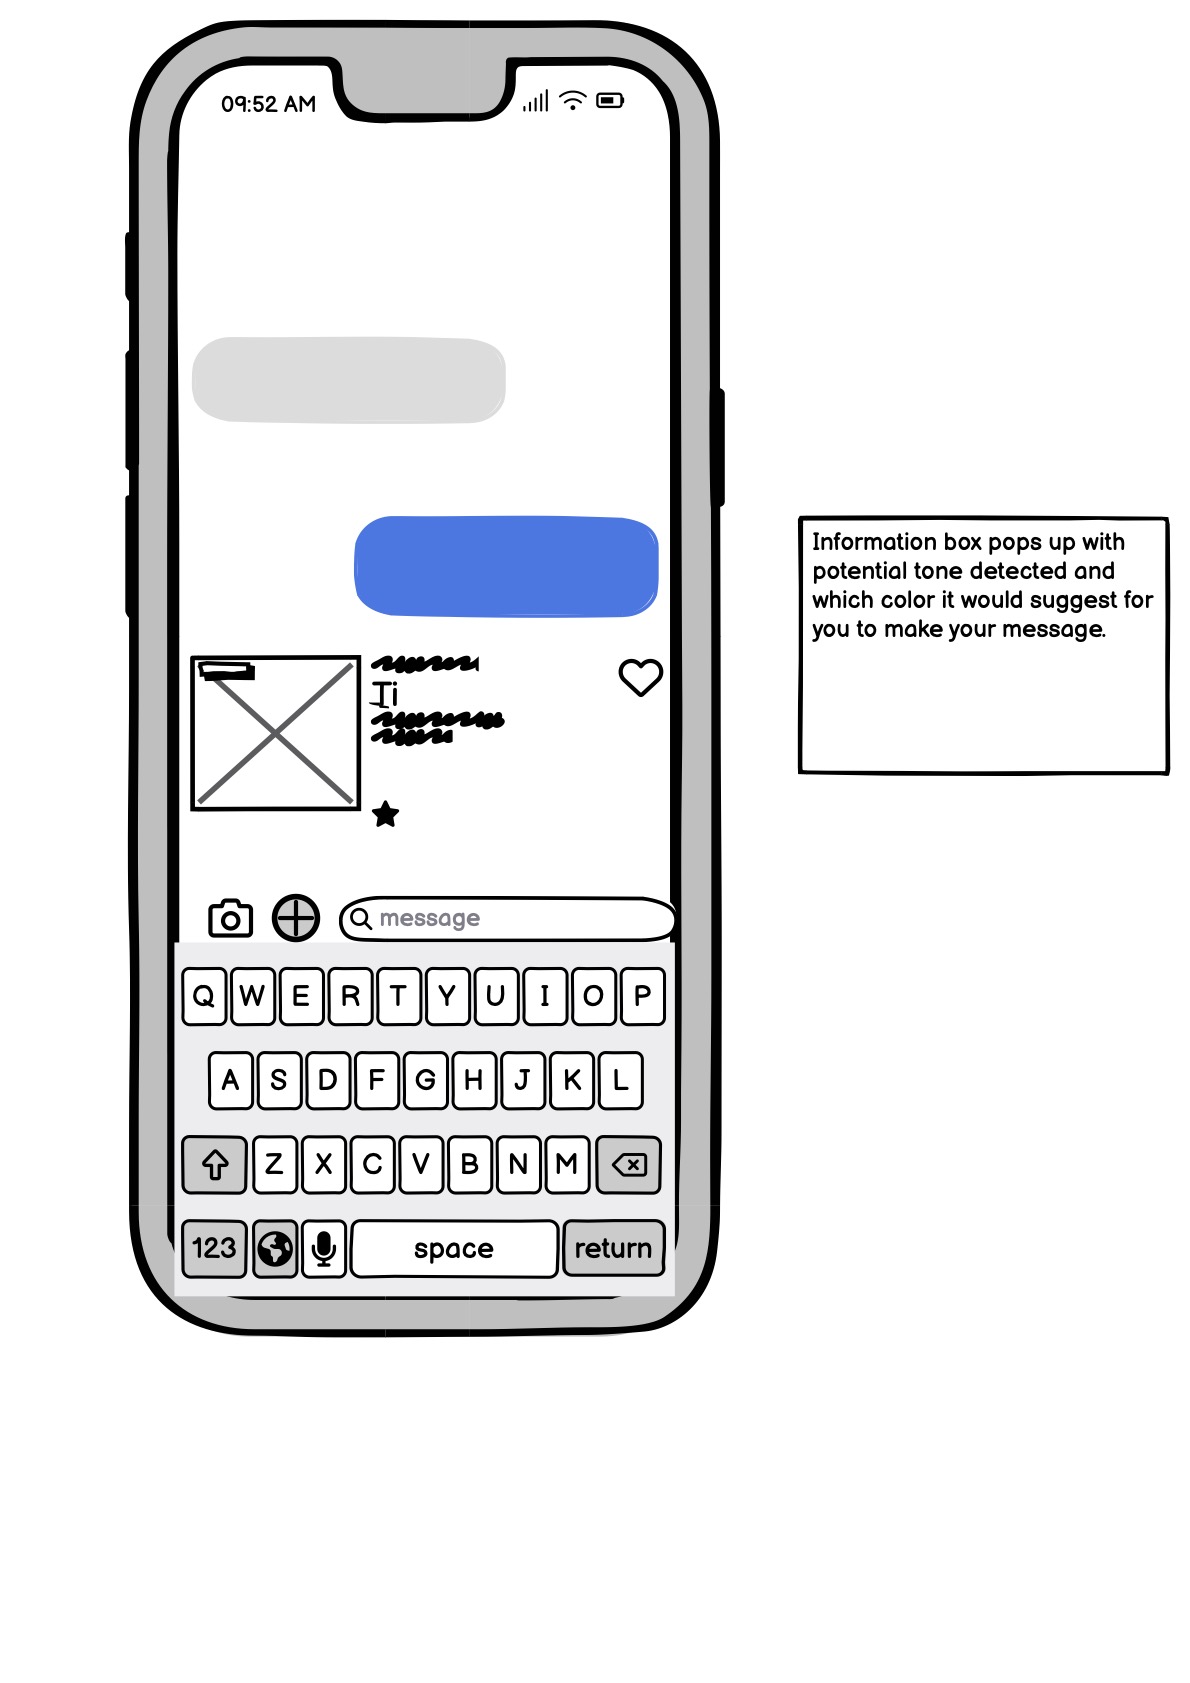 09:52 AM
Information box pops up with
potential tone detected and
which color it would suggest for
you to make your message.
Ti
message
Q W E R T Y U I O P
A S D F G H J K L
Z X C V B N M
123 space return